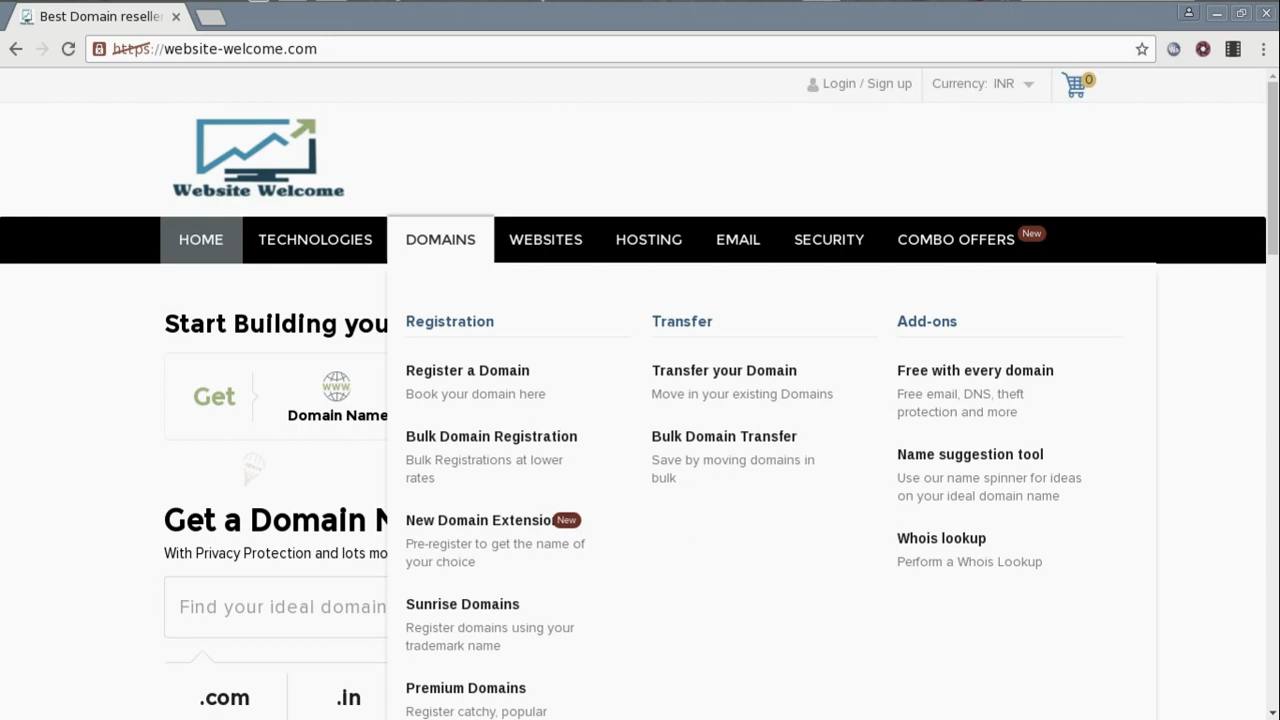 Best Domain reselle
https://website-welcome.com
Login / Sign up
Currency: INR
0
Website Welcome
HOME
TECHNOLOGIES
DOMAINS
WEBSITES
HOSTING
EMAIL
SECURITY
COMBO OFFERS
New
Start Building you
Get
www
Domain Name
Get a Domain N
With Privacy Protection and lots mo
Find your ideal domain
.com
.in
Registration
Register a Domain
Book your domain here
Bulk Domain Registration
Bulk Registrations at lower
rates
New Domain Extensio
New
Pre-register to get the name of
your choice
Sunrise Domains
Register domains using your
trademark name
Premium Domains
Register catchy, popular
Transfer
Transfer your Domain
Move in your existing Domains
Bulk Domain Transfer
Save by moving domains in
bulk
Add-ons
Free with every domain
Free email, DNS, theft
protection and more
Name suggestion tool
Use our name spinner for ideas
on your ideal domain name
Whois lookup
Perform a Whois Lookup